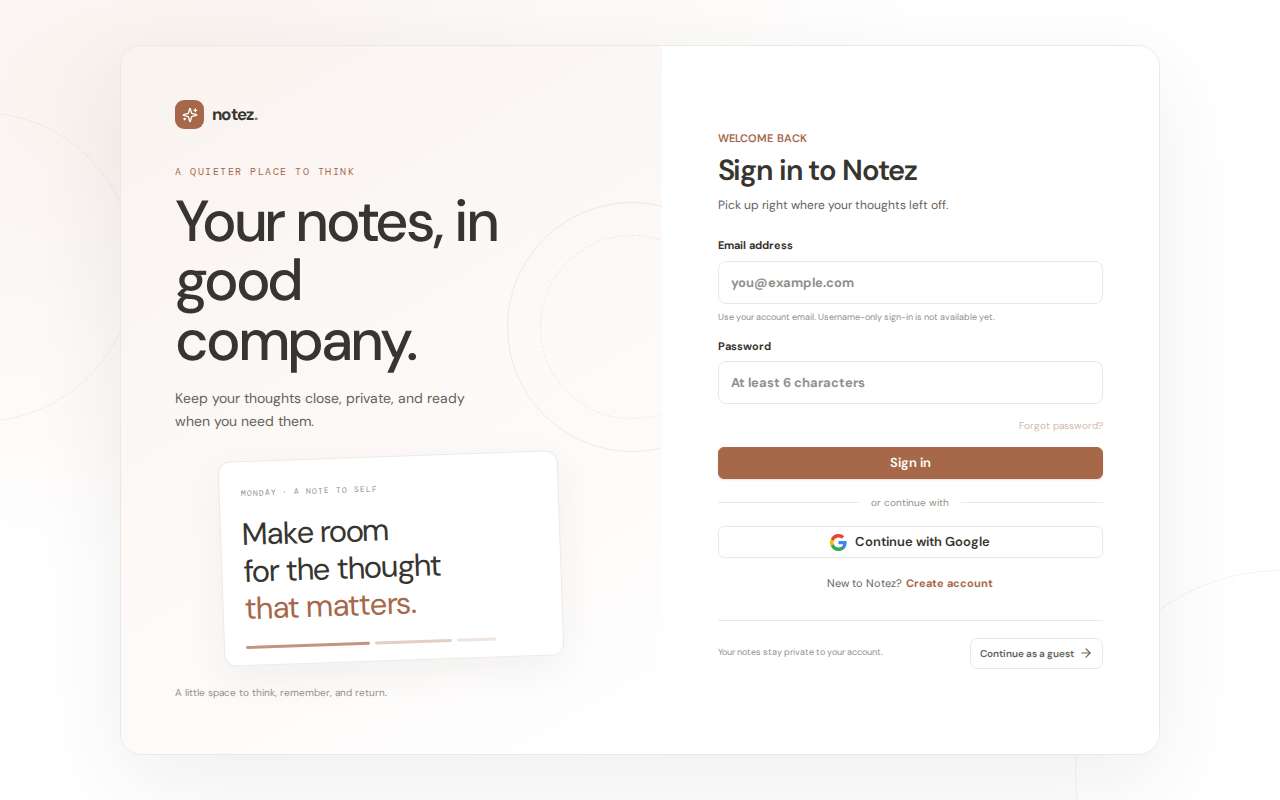 notez.
A QUIETER PLACE TO THINK
Your notes, in
good
company.
Keep your thoughts close, private, and ready
when you need them.
MONDAY · A NOTE TO SELF
Make room
for the thought
that matters.
A little space to think, remember, and return.
WELCOME BACK
Sign in to Notez
Pick up right where your thoughts left off.
Email address
you@example.com
Use your account email. Username-only sign-in is not available yet.
Password
At least 6 characters
Forgot password?
Sign in
or continue with
Continue with Google
New to Notez? Create account
Your notes stay private to your account.
Continue as a guest